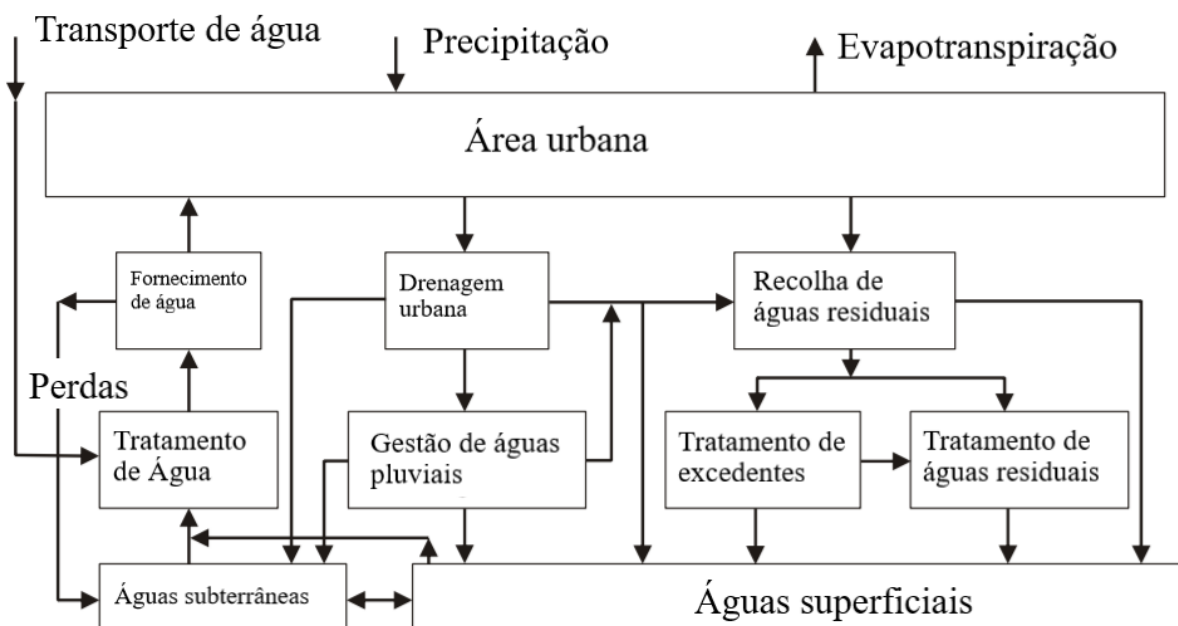 Transporte de água
Precipitação
Evapotranspiração
Área urbana
Fornecimento
de água
Drenagem
urbana
Recolha de
águas residuais
Perdas
Tratamento
de Água
Gestão de águas
pluviais
Tratamento de
excedentes
Tratamento de
águas residuais
Águas subterrâneas
Águas superficiais